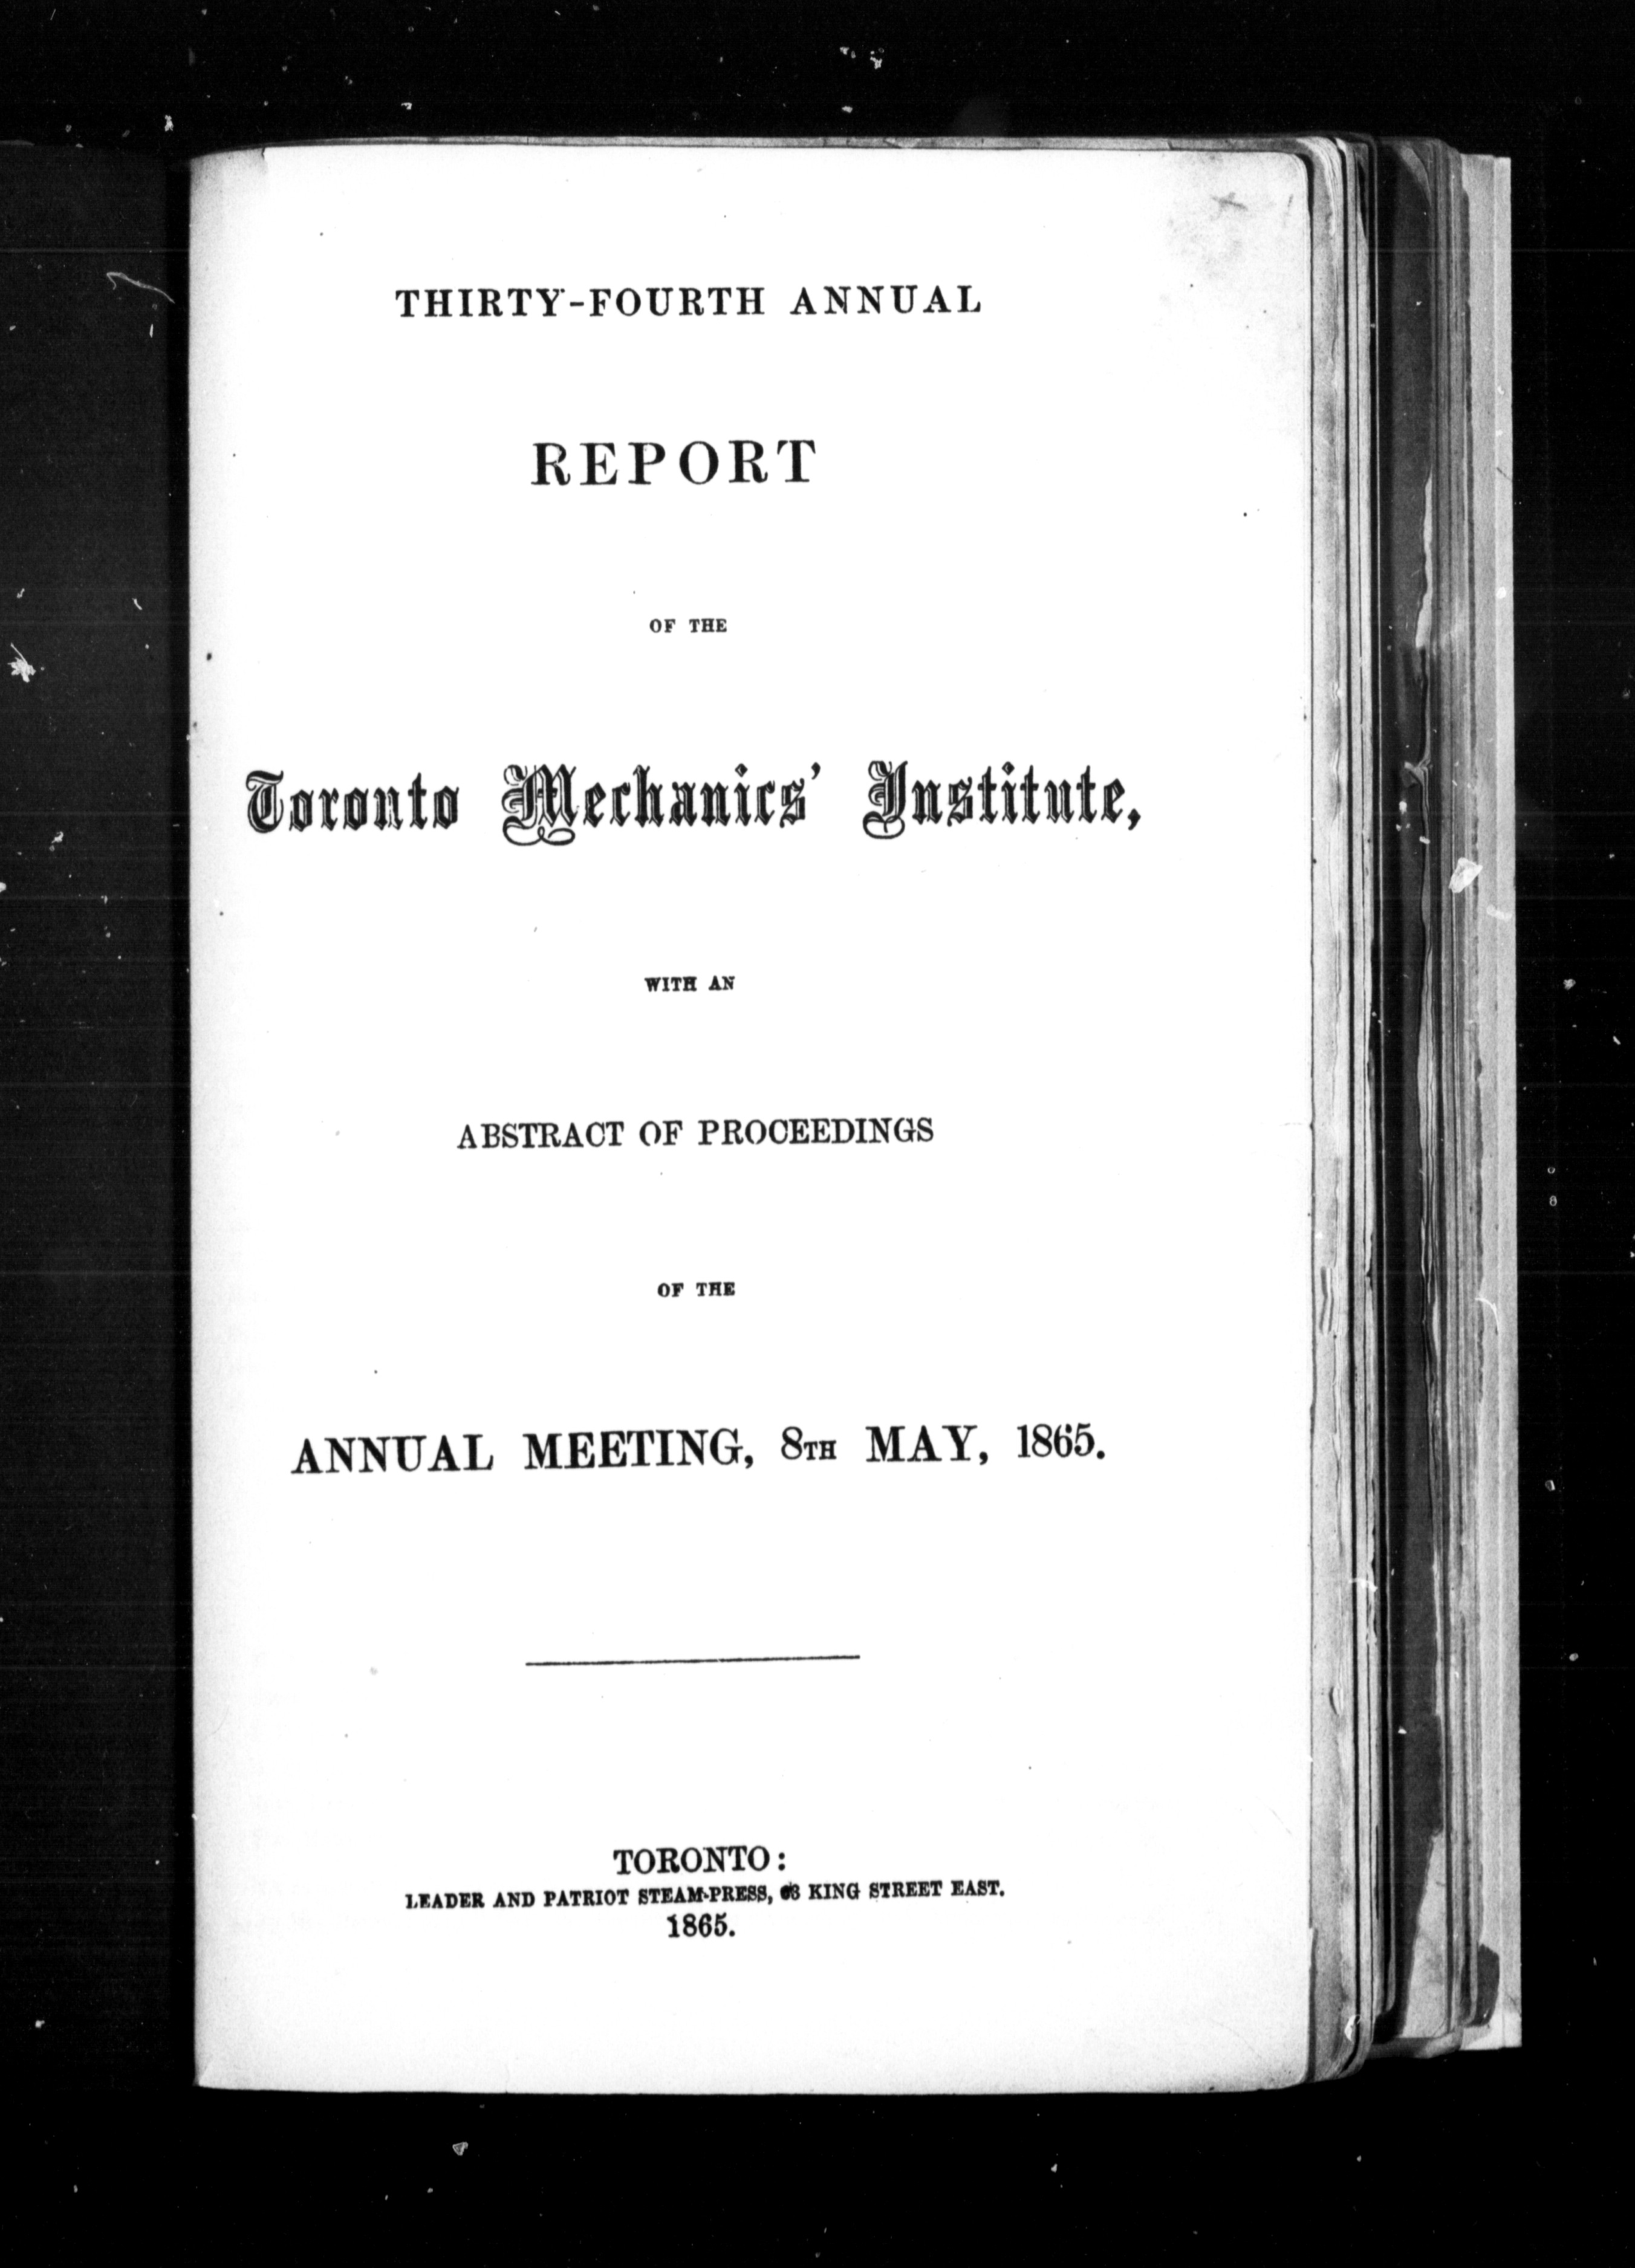 THIRTY-FOURTH ANNUAL
REPORT
OF THE
Toronto Mechanics' Institute,
WITH AN
ABSTRACT OF PROCEEDINGS
OF THE
ANNUAL MEETING, 8TH MAY, 1865.
TORONTO:
LEADER AND PATRIOT STEAM-PRESS, 63 KING STREET EAST.
1865.